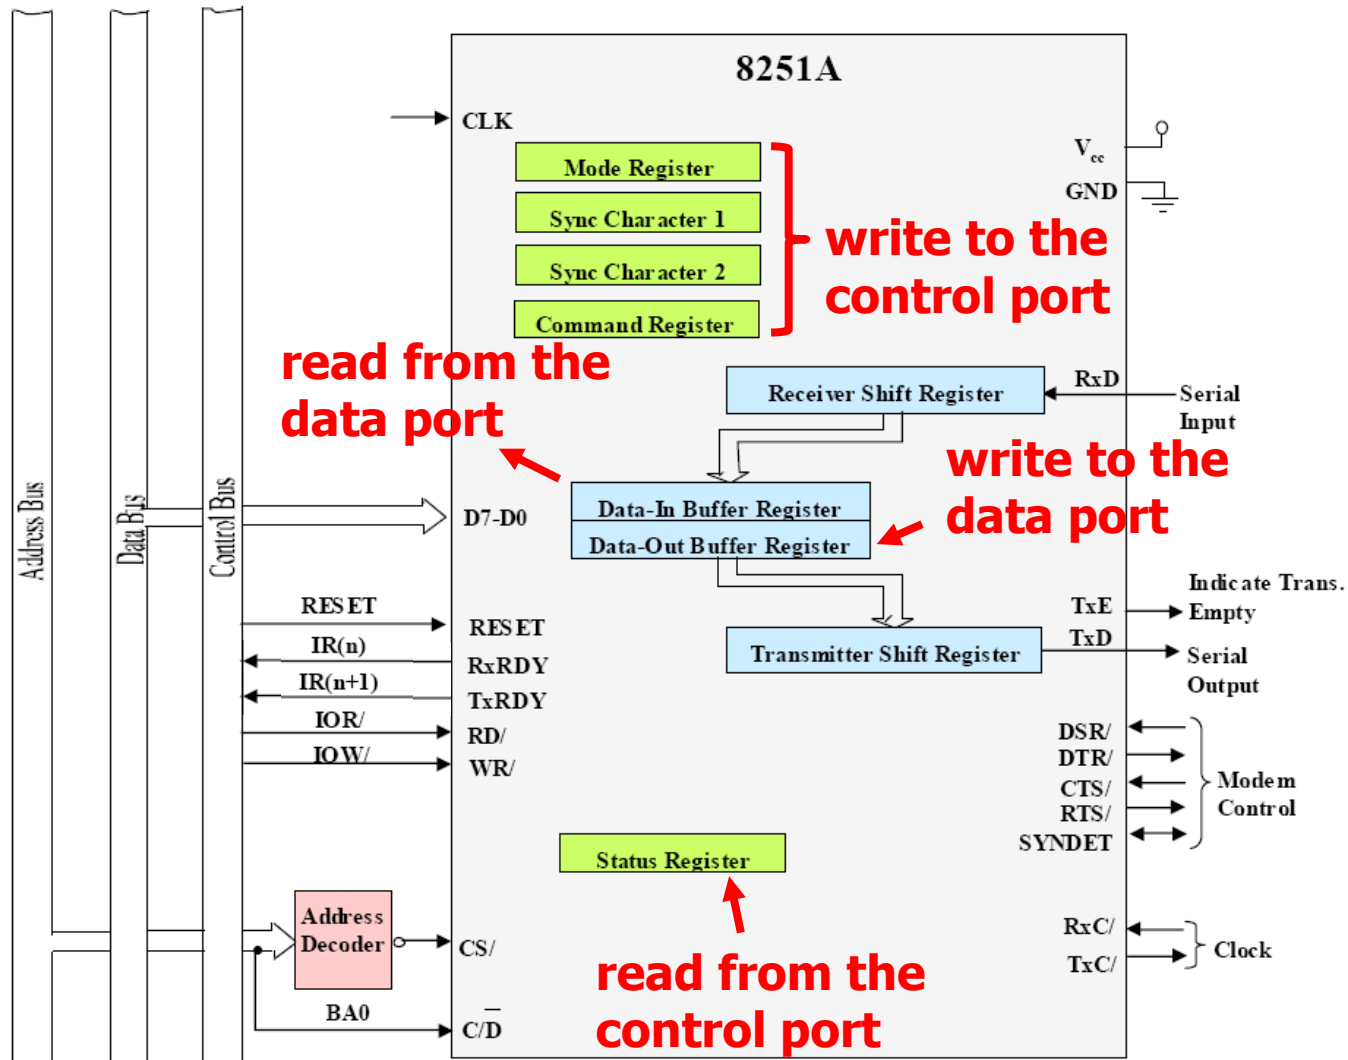 8251A
CLK
Mode Register
Sync Character 1
Sync Character 2
Command Register
write to the
control port
Vcc
GND
read from the
data port
Receiver Shift Register
RxD
Serial
Input
write to the
data port
Address Bus
Data Bus
Control Bus
D7-D0
Data-In Buffer Register
Data-Out Buffer Register
RESET
RESET
IR(n)
RxRDY
IR(n+1)
TxRDY
IOR/
RD/
IOW/
WR/
Transmitter Shift Register
TxE
Indicate Trans.
Empty
TxD
Serial
Output
DSR/
DTR/
CTS/
RTS/
SYNDET
Modem
Control
Status Register
read from the
control port
Address
Decoder
CS/
BA0
C/D̅
RxC/
TxC/
Clock